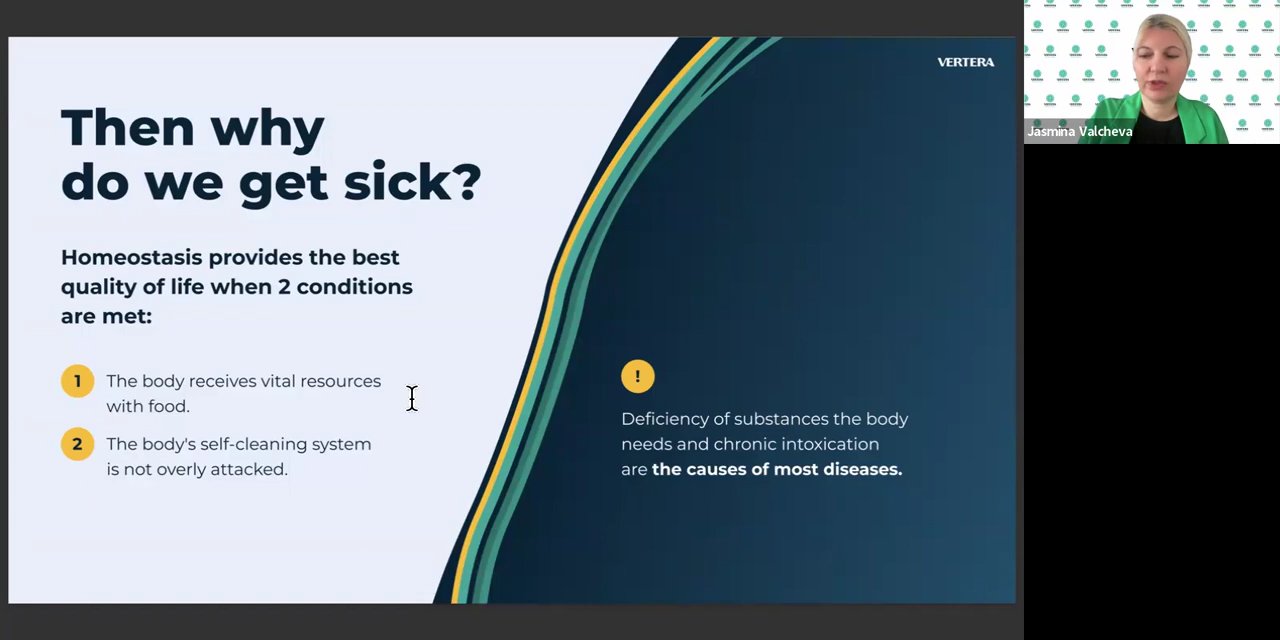 VERTERA
Then why
do we get sick?
Homeostasis provides the best
quality of life when 2 conditions
are met:
1
The body receives vital resources
with food.
2
The body's self-cleaning system
is not overly attacked.
!
Deficiency of substances the body
needs and chronic intoxication
are the causes of most diseases.
Jasmina Valcheva